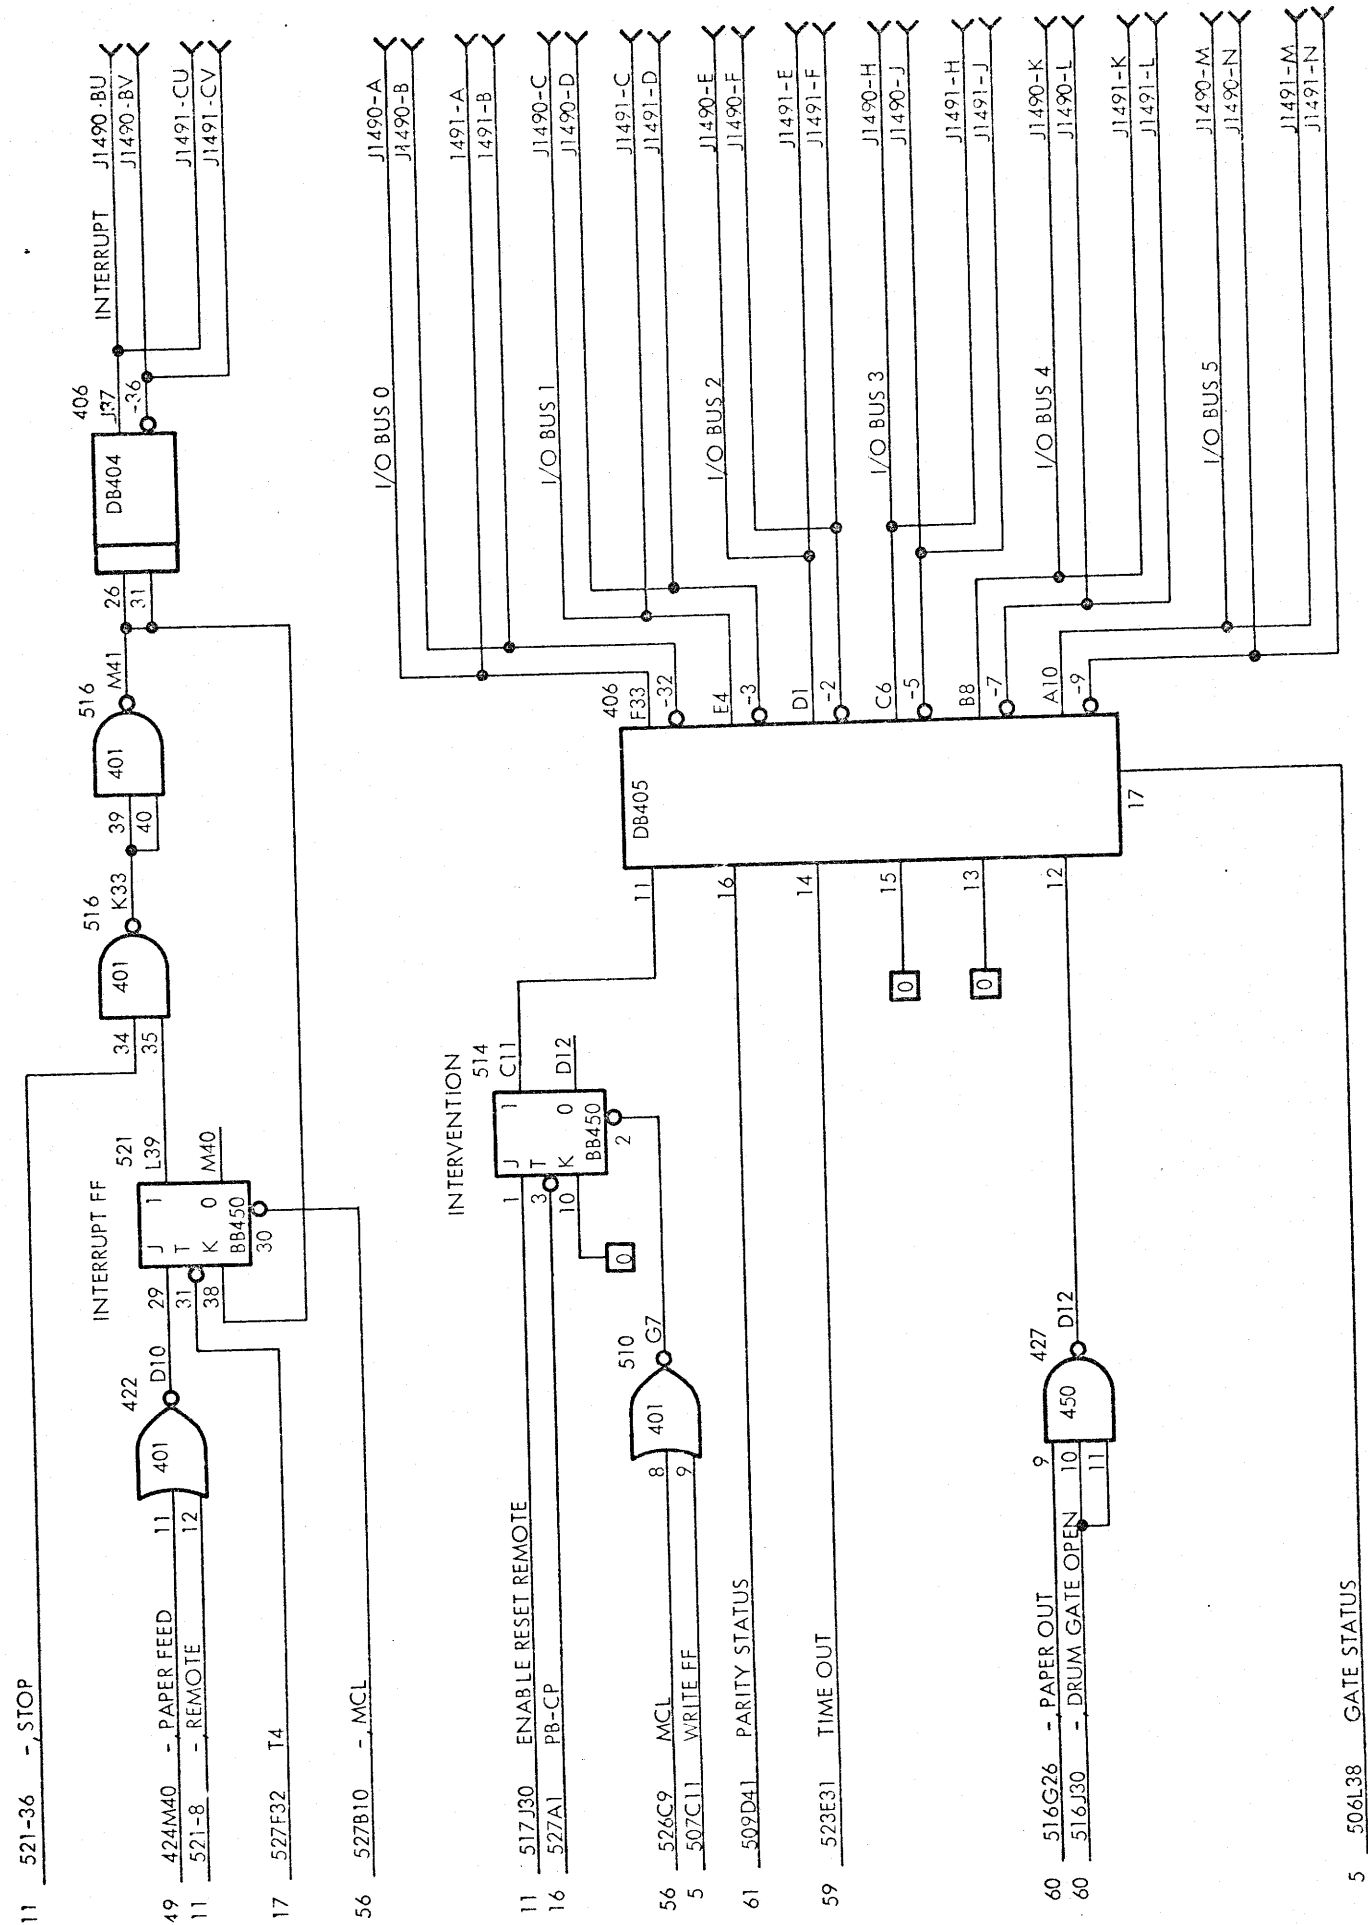 11 521-36 -,STOP
49 424M40 -,PAPER FEED
11 521-8 -,REMOTE
11
12
401
422
D10
17 527F32 T4
56 527B10 -,MCL
INTERRUPT FF
29
31
38
J
T
K
1
0
BB450
30
521
L39
M40
34
35
401
516
K33
39
40
401
516
M41
26
31
DB404
406
J37
-36
INTERRUPT
J1490-BU
J1490-BV
J1491-CU
J1491-CV
11 517J30 ENABLE RESET REMOTE
16 527A1 PB-CP
INTERVENTION
1
3
10
J
T
K
1
0
BB450
2
514
C11
D12
0
56 526C9 MCL
5 507C11 WRITE FF
8
9
401
510
G7
61 509D41 PARITY STATUS
59 523E31 TIME OUT
60 516G26 -,PAPER OUT
60 516J30 -,DRUM GATE OPEN
9
10
11
450
427
D12
5 506L38 GATE STATUS
11
16
14
15
13
12
0
0
DB405
17
406
F33
-32
E4
-3
D1
-2
C6
-5
B8
-7
A10
-9
I/O BUS 0
J1490-A
J1490-B
1491-A
1491-B
I/O BUS 1
J1490-C
J1490-D
J1491-C
J1491-D
I/O BUS 2
J1490-E
J1490-F
J1491-E
J1491-F
I/O BUS 3
J1490-H
J1490-J
J1491-H
J1491-J
I/O BUS 4
J1490-K
J1490-L
J1491-K
J1491-L
I/O BUS 5
J1490-M
J1490-N
J1491-M
J1491-N